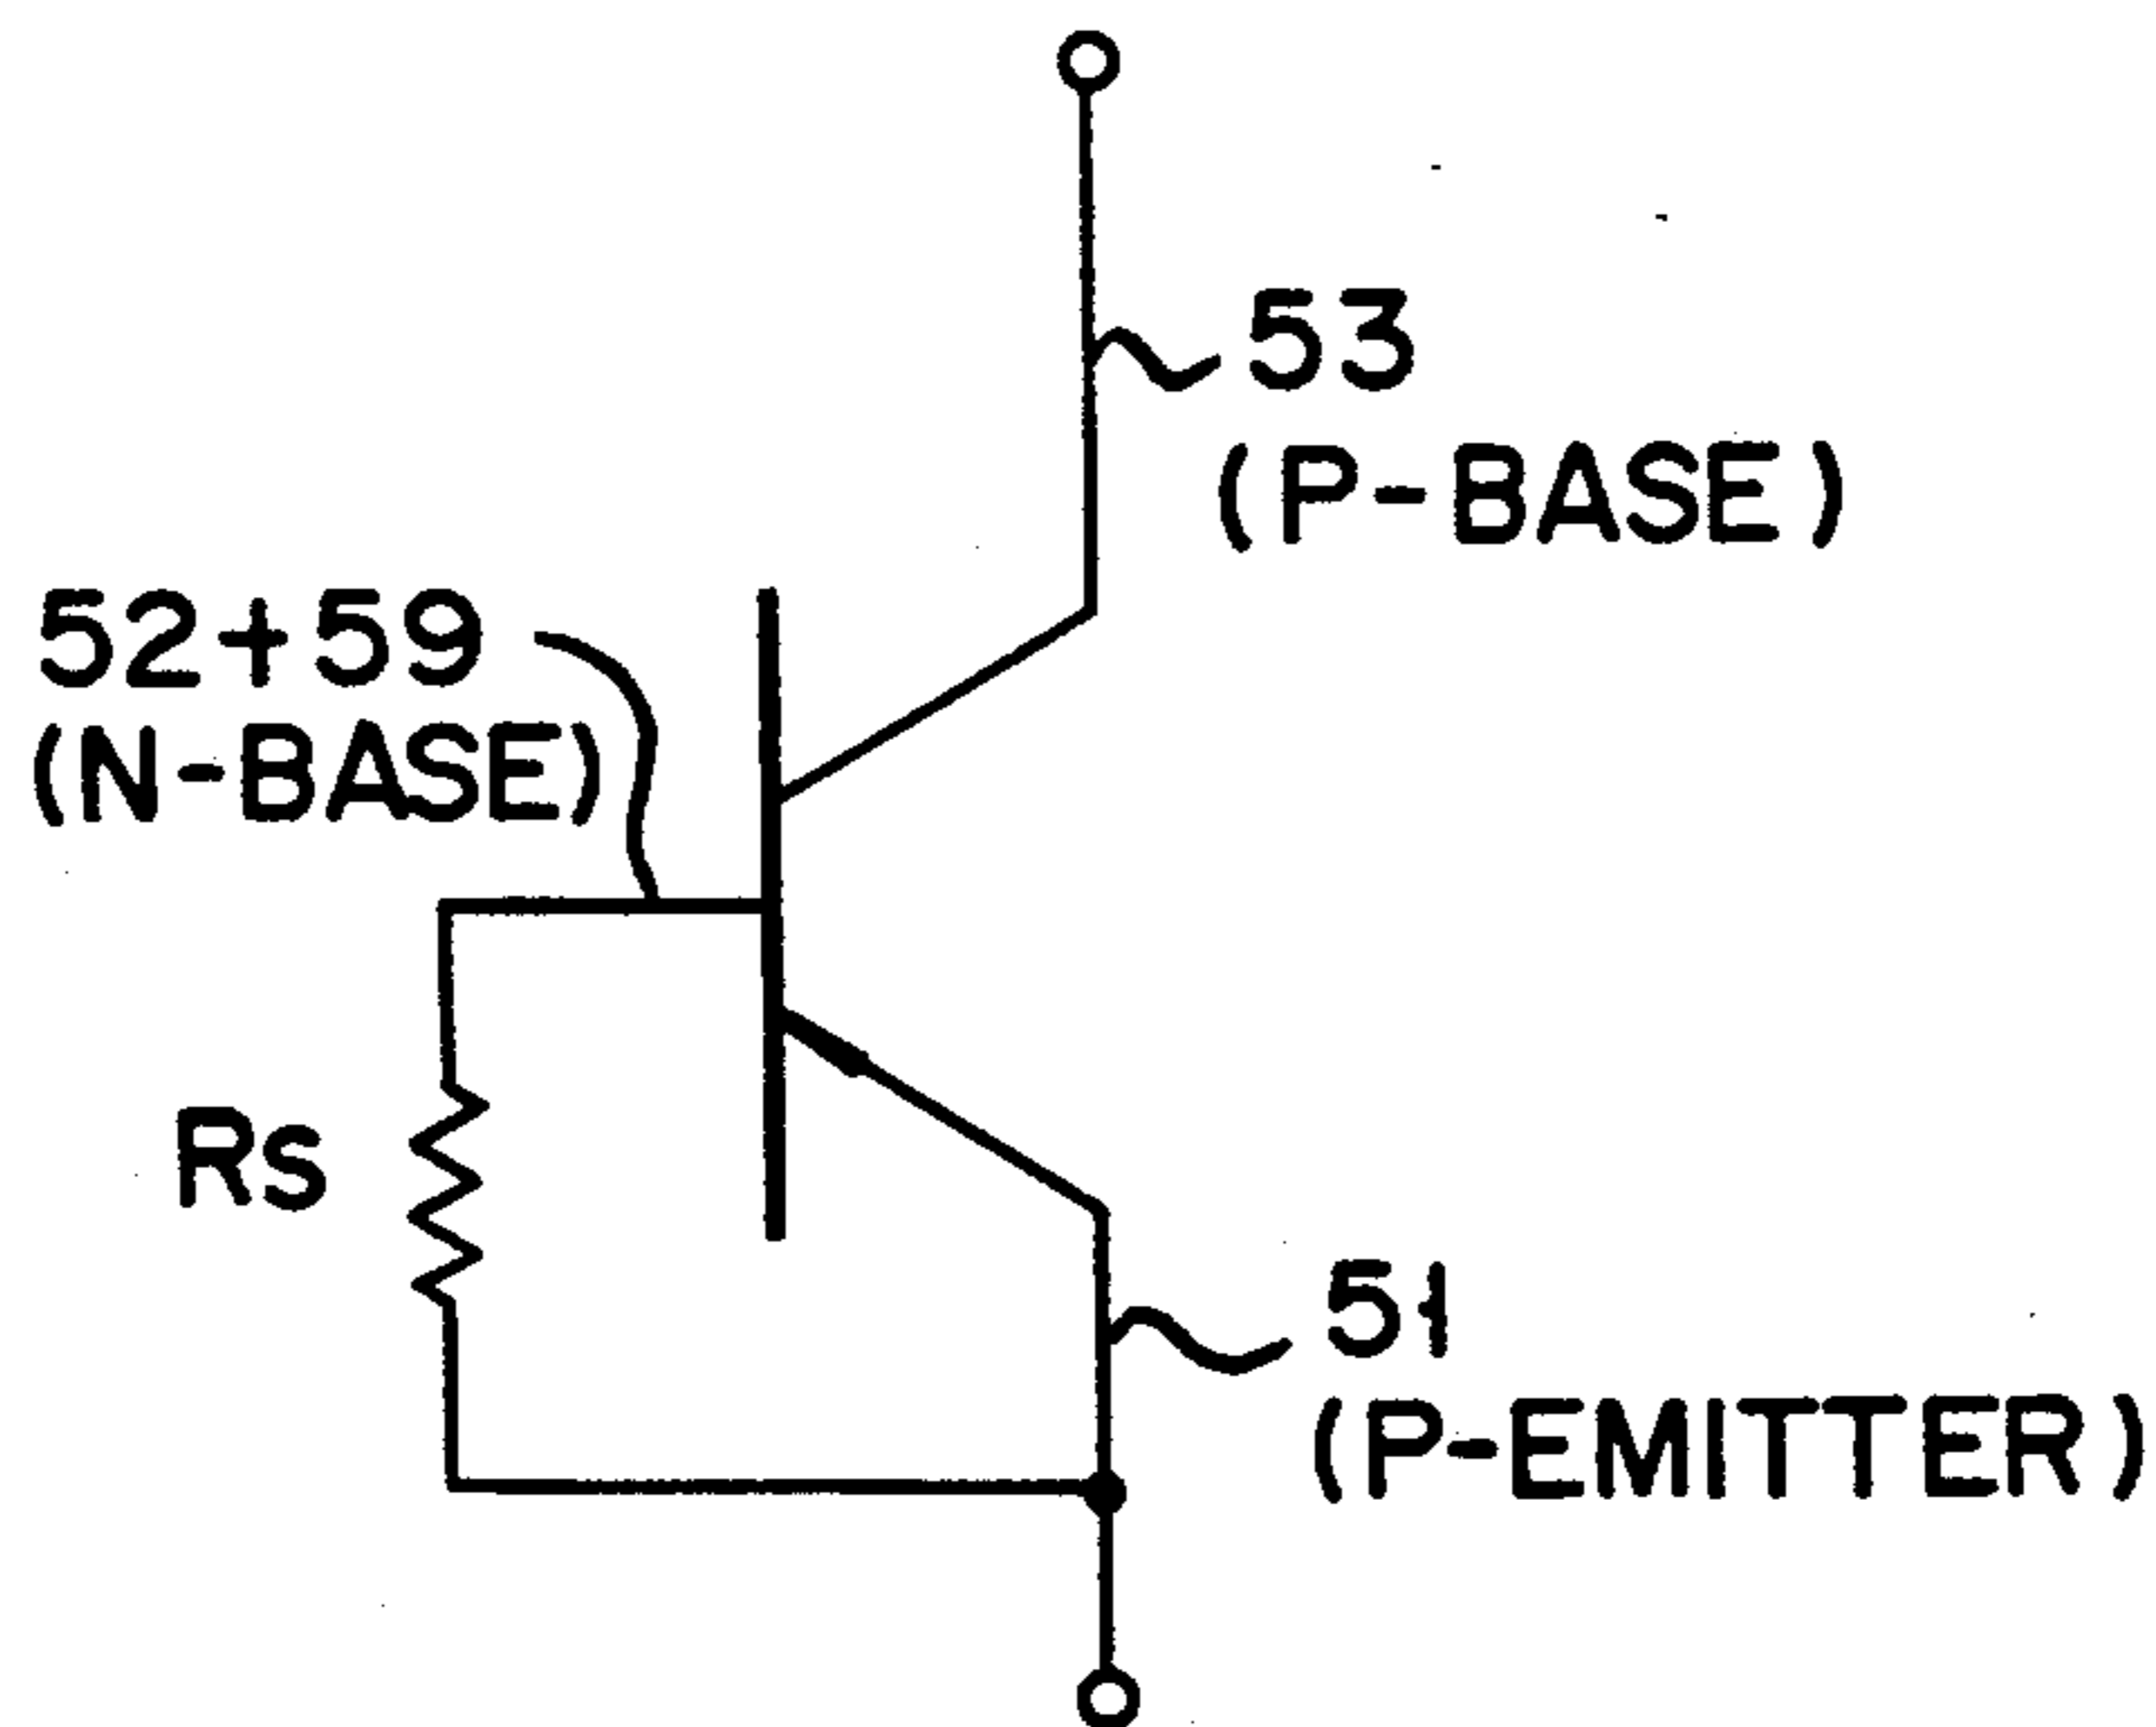 53
(P-BASE)
52+59
(N-BASE)
Rs
51
(P-EMITTER)